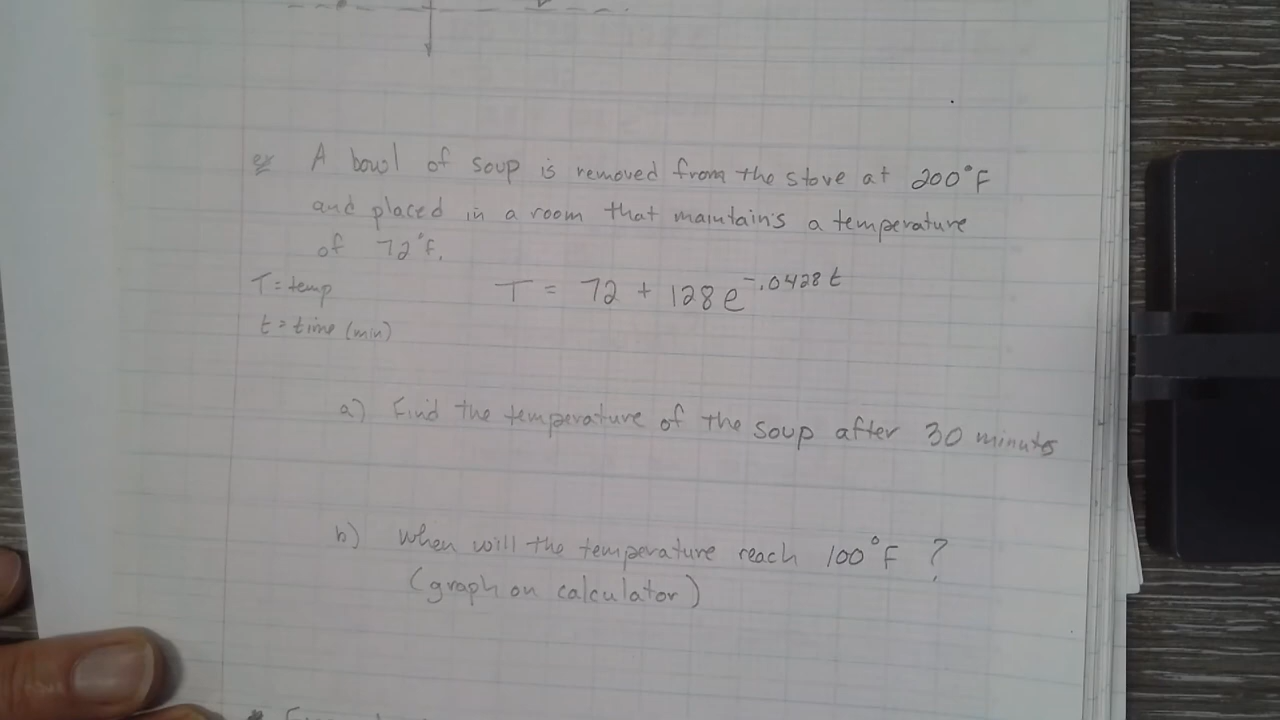 ex A bowl of soup is removed from the stove at 200°F
and placed in a room that maintains a temperature
of 72°F.
T = temp T = 72 + 128e^-.0428t
t = time (min)
a) Find the temperature of the soup after 30 minutes
b) When will the temperature reach 100°F ?
(graph on calculator)